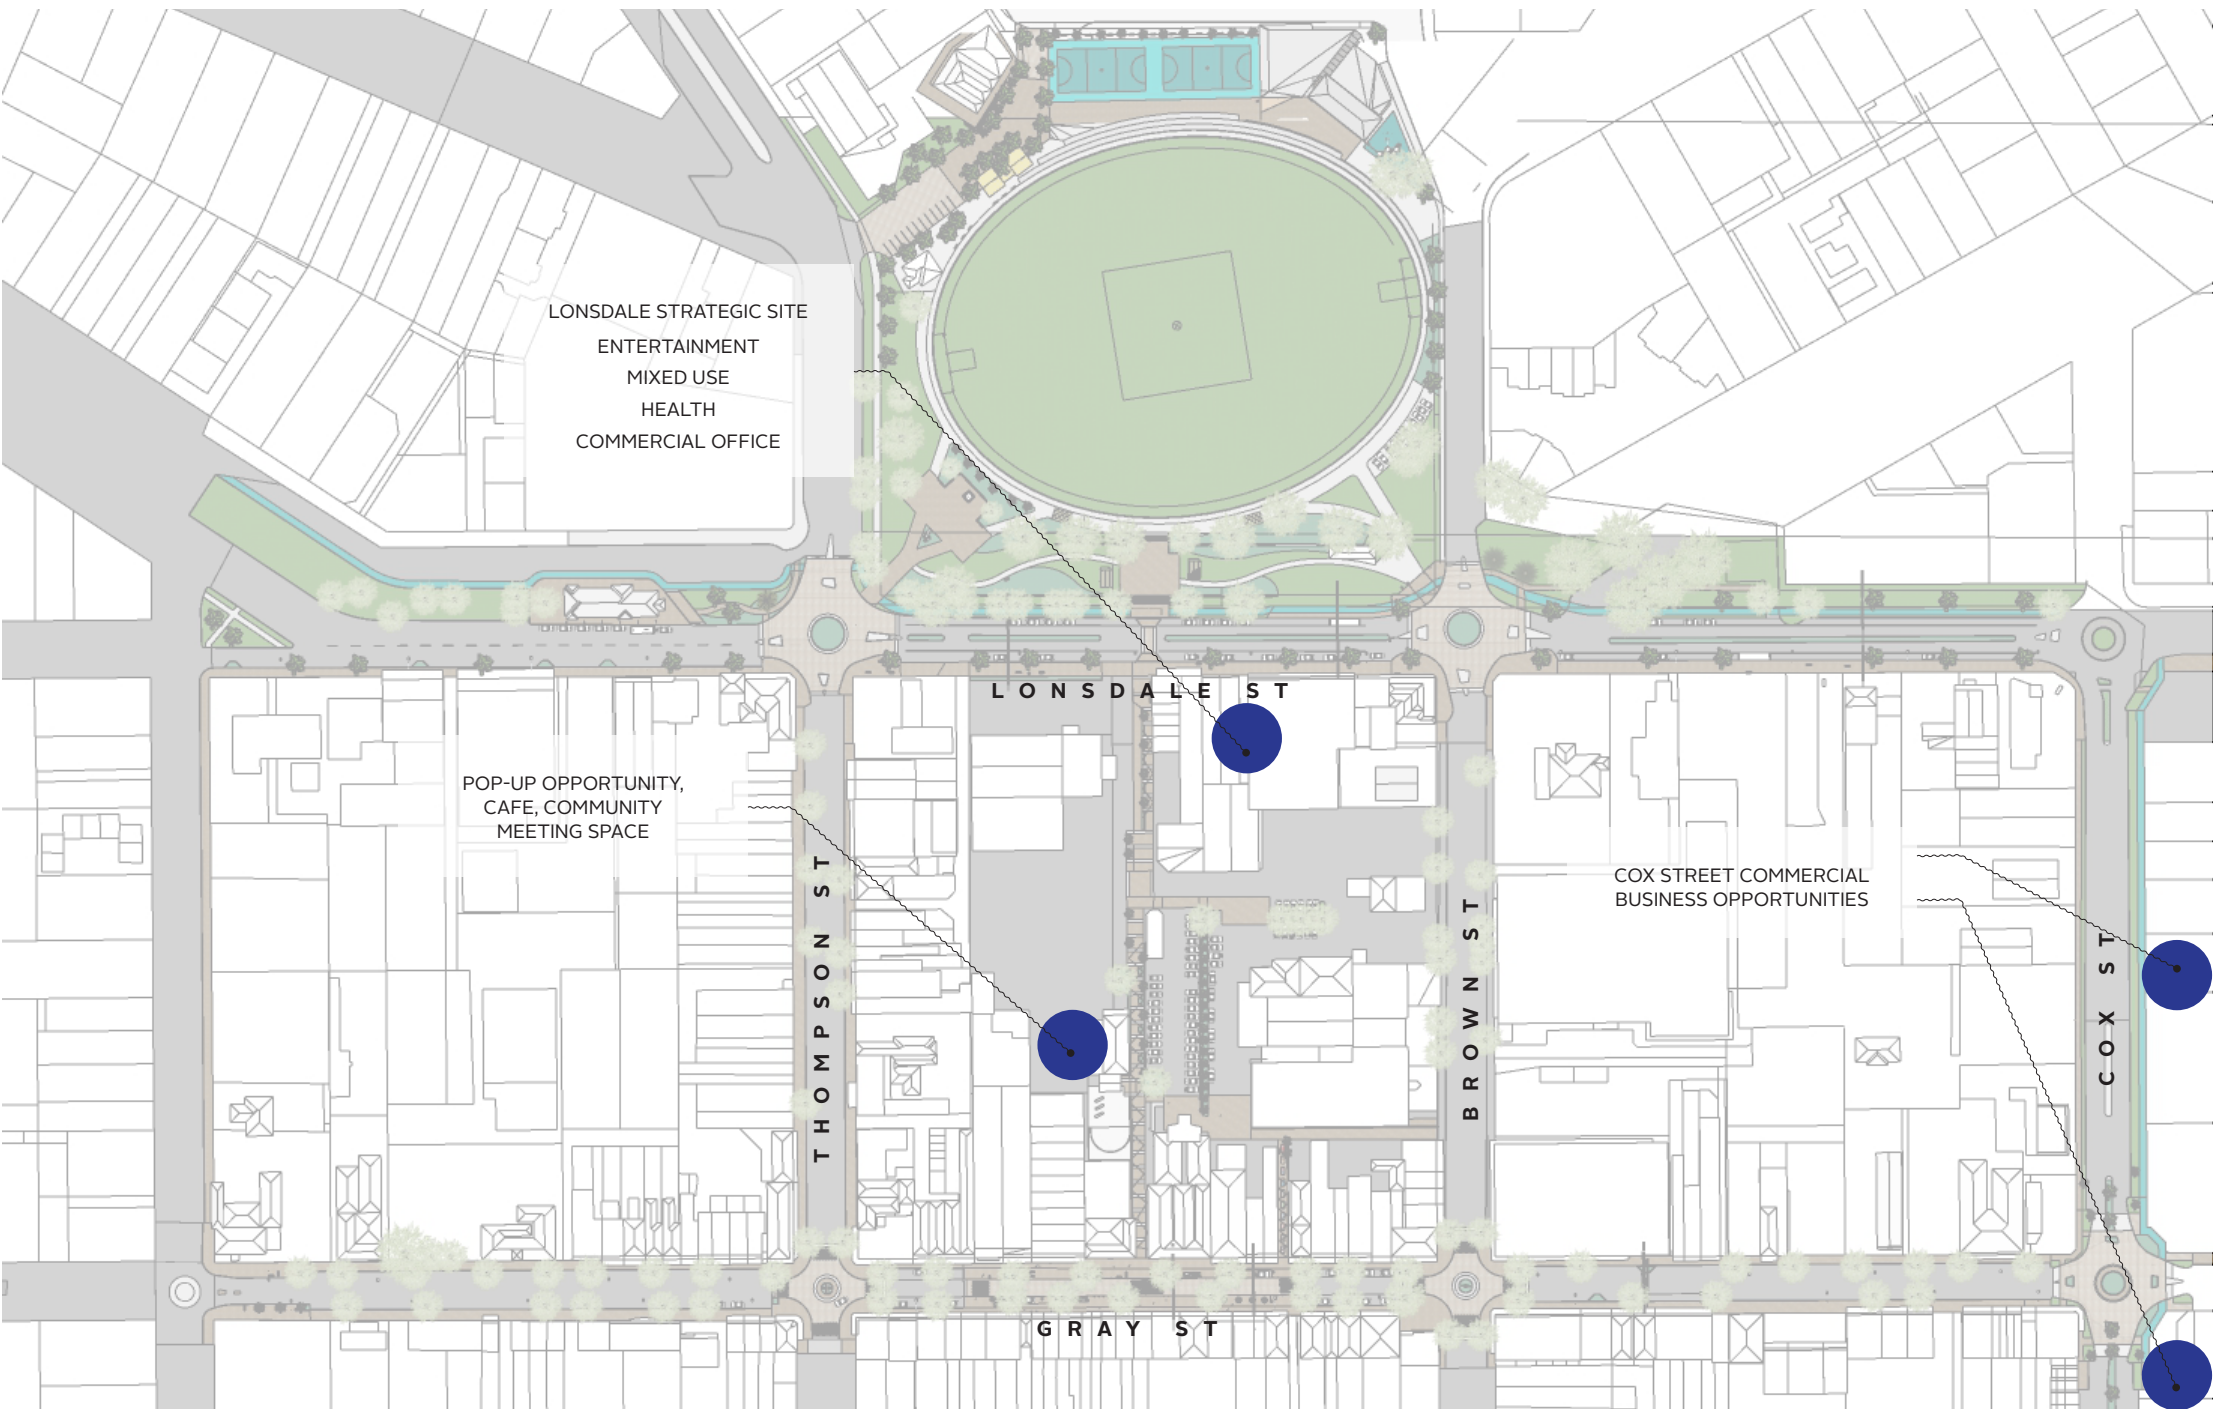 LONSDALE STRATEGIC SITE
ENTERTAINMENT
MIXED USE
HEALTH
COMMERCIAL OFFICE
LONSDALE ST
POP-UP OPPORTUNITY,
CAFE, COMMUNITY
MEETING SPACE
THOMPSON ST
BROWN ST
COX STREET COMMERCIAL
BUSINESS OPPORTUNITIES
COX ST
GRAY ST